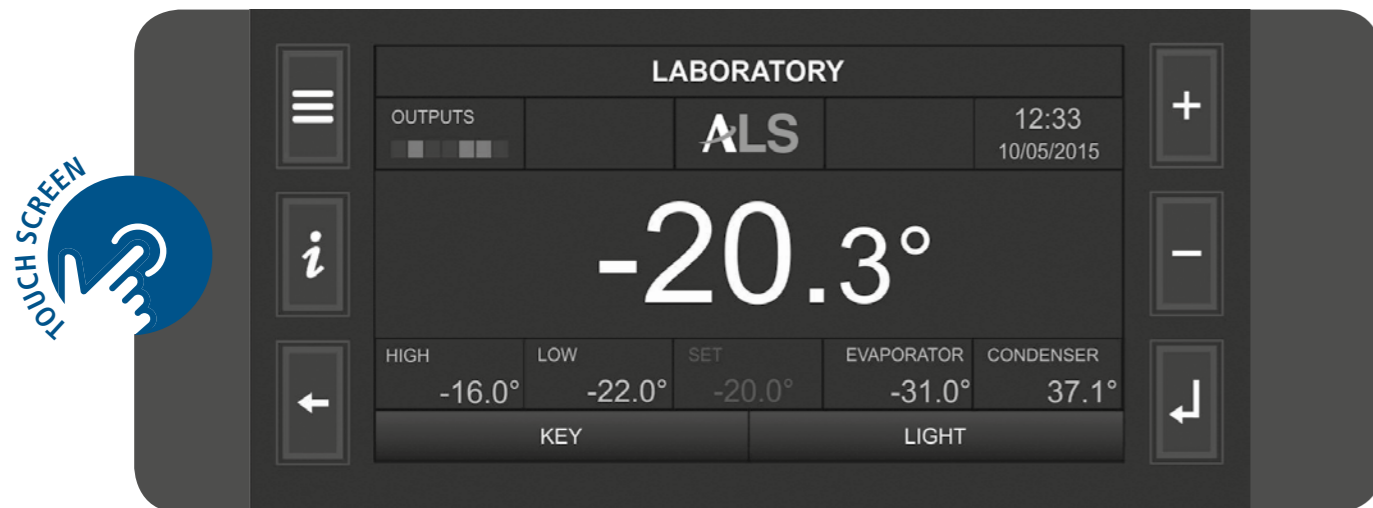 LABORATORY
OUTPUTS
ALS
12:33
10/05/2015
TOUCH SCREEN
i
-20.3°
HIGH
-16.0°
LOW
-22.0°
SET
-20.0°
EVAPORATOR
-31.0°
CONDENSER
37.1°
KEY
LIGHT